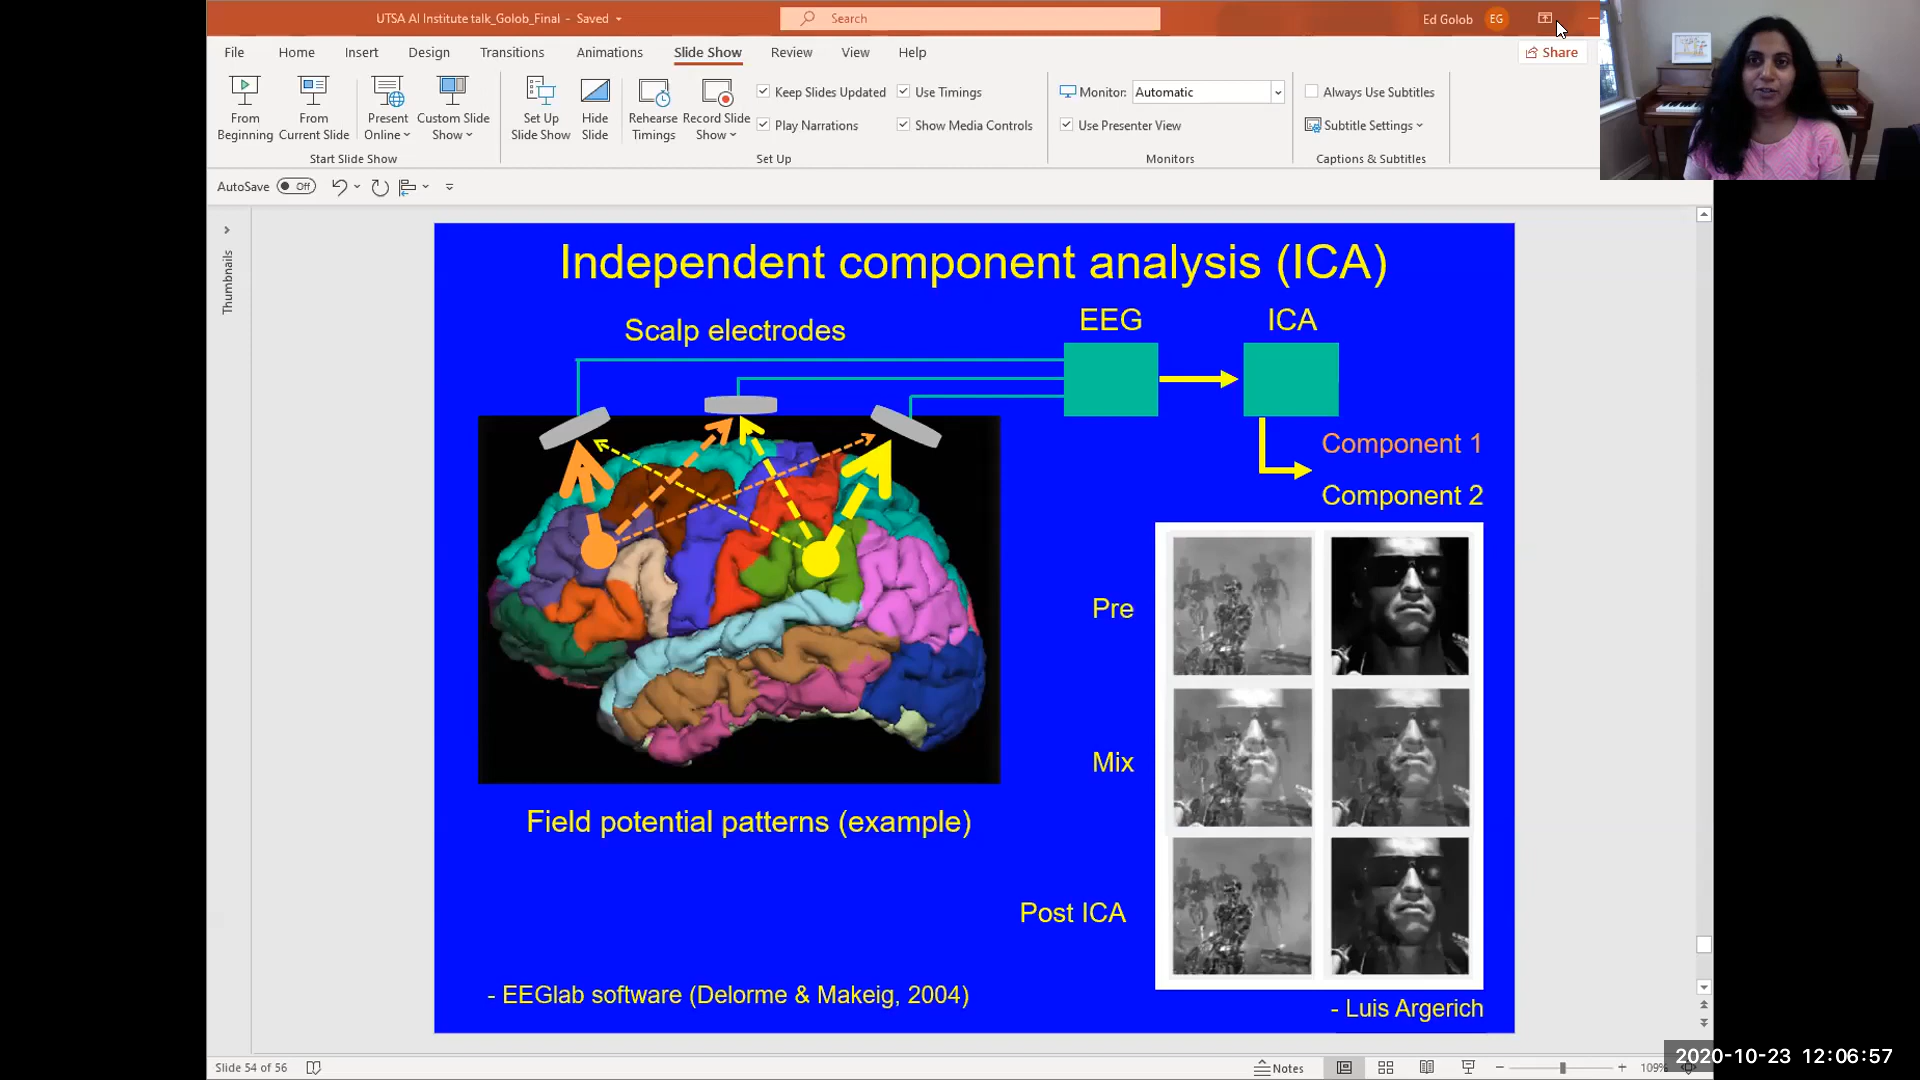 UTSA AI Institute talk_Golob_Final - Saved
Search
Ed Golob
EG
File Home Insert Design Transitions Animations Slide Show Review View Help
Share
From Beginning
From Current Slide
Present Online
Custom Slide Show
Start Slide Show
Set Up Slide Show
Hide Slide
Rehearse Timings
Record Slide Show
Keep Slides Updated
Play Narrations
Use Timings
Show Media Controls
Set Up
Monitor: Automatic
Use Presenter View
Monitors
Always Use Subtitles
Subtitle Settings
Captions & Subtitles
AutoSave Off
Thumbnails
Independent component analysis (ICA)
Scalp electrodes
EEG
ICA
Component 1
Component 2
Pre
Mix
Post ICA
Field potential patterns (example)
- EEGlab software (Delorme & Makeig, 2004)
- Luis Argerich
Slide 54 of 56
Notes
109%
2020-10-23 12:06:57